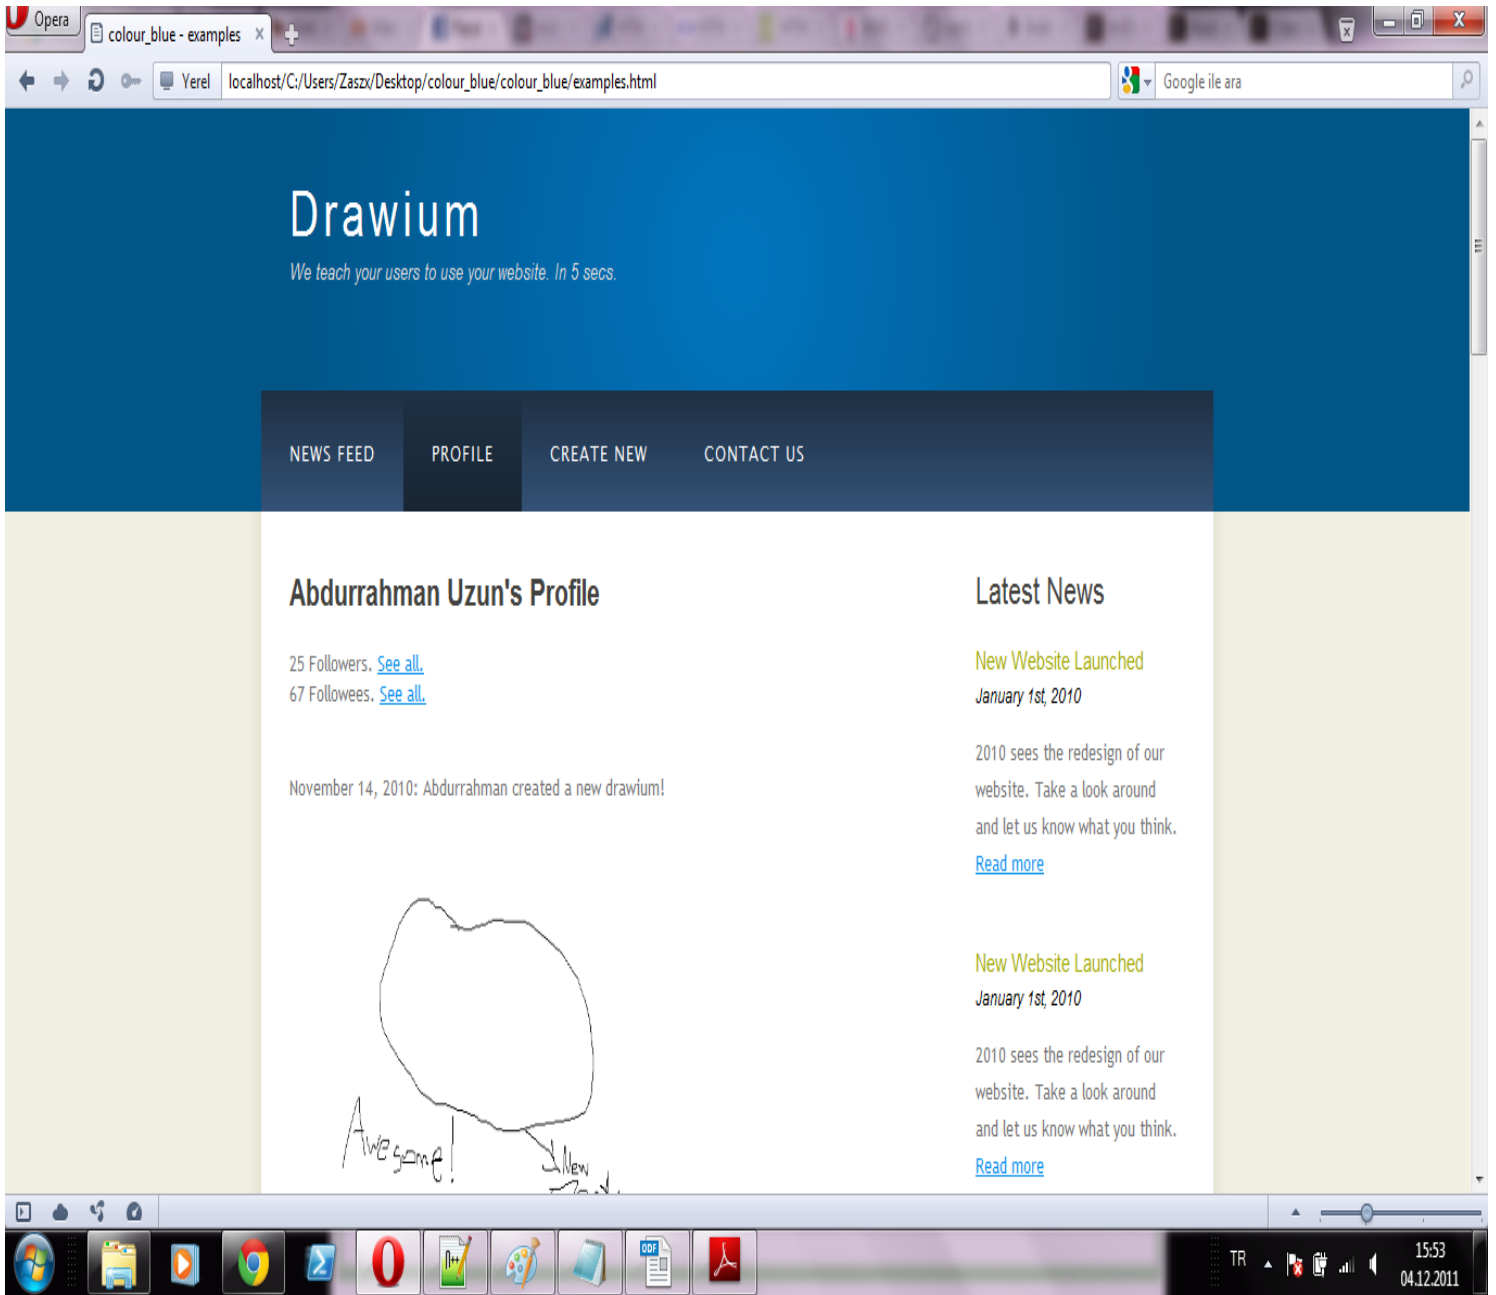 Opera
colour_blue - examples
Yerel
localhost/C:/Users/Zaszx/Desktop/colour_blue/colour_blue/examples.html
Google ile ara
Drawium
We teach your users to use your website. In 5 secs.
NEWS FEED
PROFILE
CREATE NEW
CONTACT US
Abdurrahman Uzun's Profile
25 Followers. See all.
67 Followees. See all.
November 14, 2010: Abdurrahman created a new drawium!
Awesome!
New
Latest News
New Website Launched
January 1st, 2010
2010 sees the redesign of our
website. Take a look around
and let us know what you think.
Read more
New Website Launched
January 1st, 2010
2010 sees the redesign of our
website. Take a look around
and let us know what you think.
Read more
ODF
TR
15:53
04.12.2011